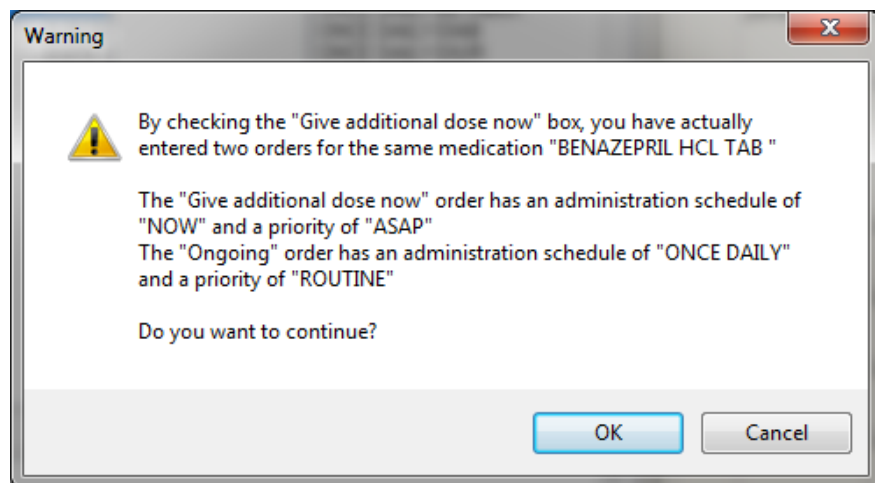 Warning
By checking the "Give additional dose now" box, you have actually
entered two orders for the same medication "BENAZEPRIL HCL TAB "
The "Give additional dose now" order has an administration schedule of
"NOW" and a priority of "ASAP"
The "Ongoing" order has an administration schedule of "ONCE DAILY"
and a priority of "ROUTINE"
Do you want to continue?
OK
Cancel